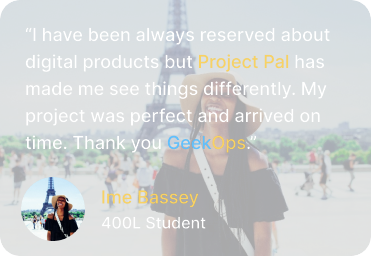 “I have been always reserved about
digital products but Project Pal has
made me see things differently. My
project was perfect and arrived on
time. Thank you GeekOps.”
Ime Bassey
400L Student